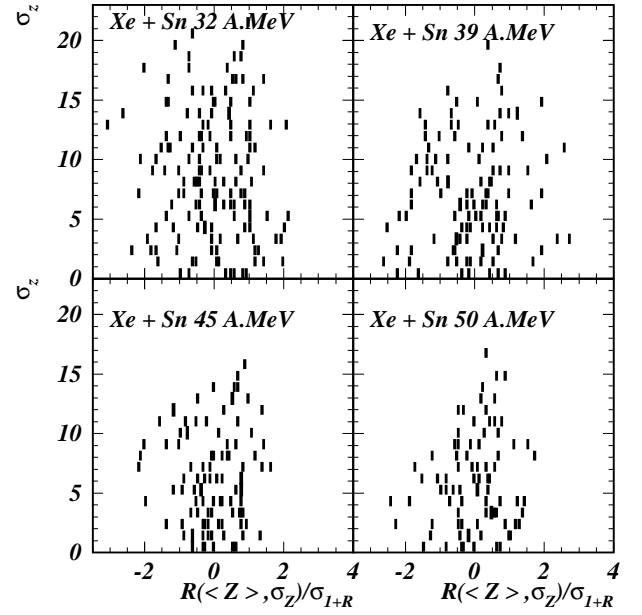 σz
Xe + Sn 32 A.MeV
Xe + Sn 39 A.MeV
20
15
10
5
0
σz
Xe + Sn 45 A.MeV
Xe + Sn 50 A.MeV
20
15
10
5
0
-2 0 2 4 -2 0 2 4
R(< Z > ,σZ)/σ1+R R(< Z > ,σZ)/σ1+R